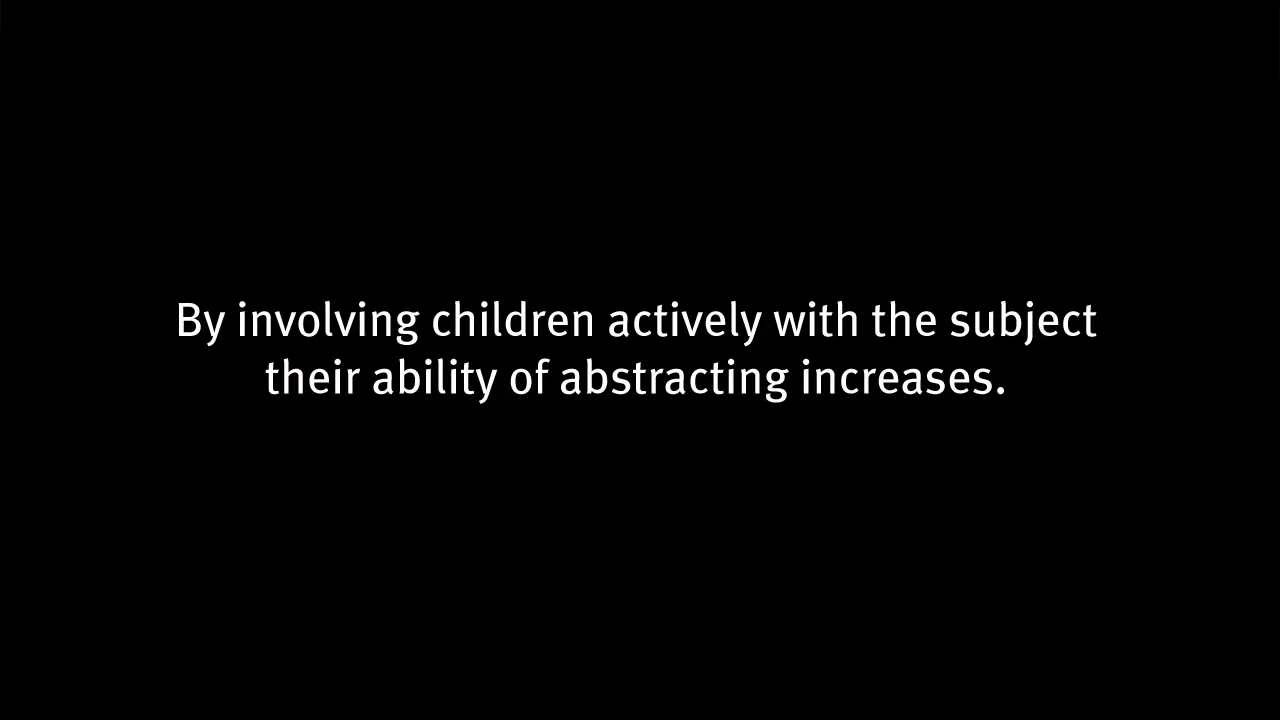 By involving children actively with the subject
their ability of abstracting increases.